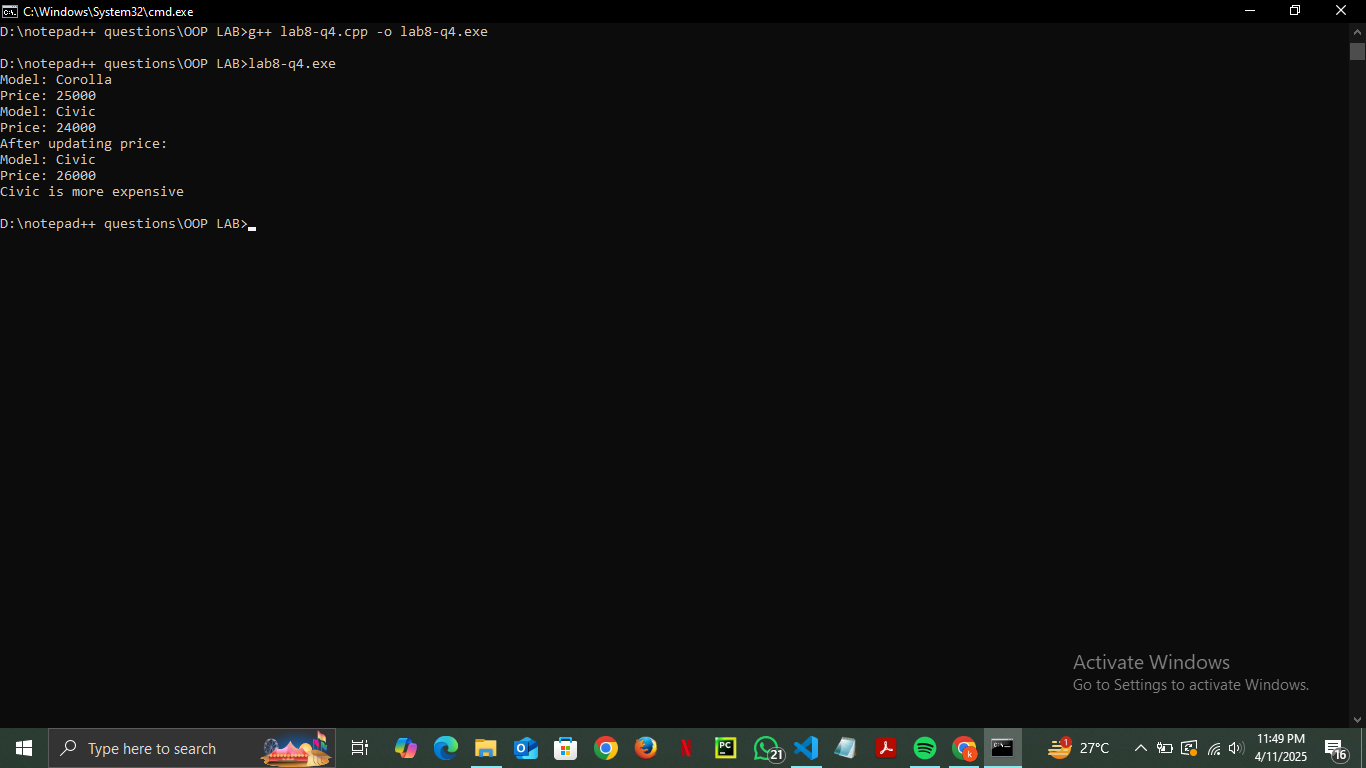 C:\Windows\System32\cmd.exe
D:\notepad++ questions\OOP LAB>g++ lab8-q4.cpp -o lab8-q4.exe
D:\notepad++ questions\OOP LAB>lab8-q4.exe
Model: Corolla
Price: 25000
Model: Civic
Price: 24000
After updating price:
Model: Civic
Price: 26000
Civic is more expensive
D:\notepad++ questions\OOP LAB>
Activate Windows
Go to Settings to activate Windows.
Type here to search
PC
21
k
1
27°C
11:49 PM
4/11/2025
16